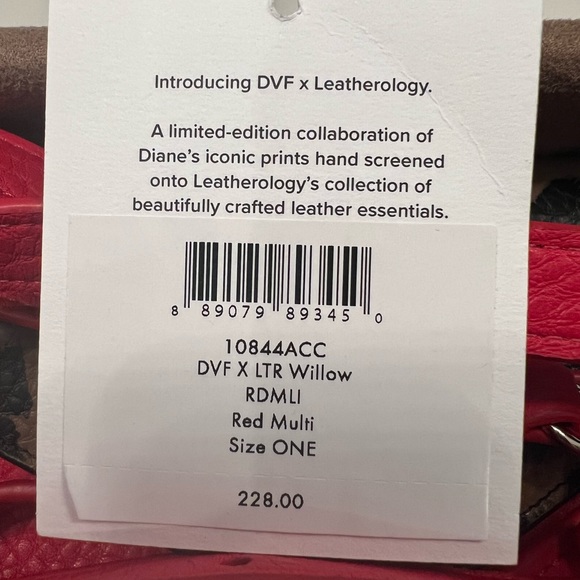 Introducing DVF x Leatherology.
A limited-edition collaboration of
Diane's iconic prints hand screened
onto Leatherology's collection of
beautifully crafted leather essentials.
8 89079 89345 0
10844ACC
DVF X LTR Willow
RDMLI
Red Multi
Size ONE
228.00